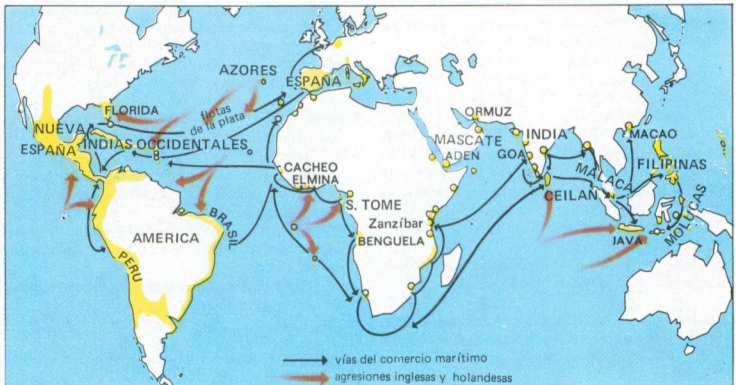 AZORES
ESPAÑA
FLORIDA
flotas
de la plata
NUEVA
ESPAÑA
INDIAS OCCIDENTALES
ORMUZ
MASCATE
ADEN
INDIA
GOA
MACAO
FILIPINAS
MALACA
CEILAN
MOLUCAS
JAVA
CACHEO
ELMINA
S. TOME
Zanzíbar
BENGUELA
BRASIL
AMERICA
PERU
vías del comercio marítimo
agresiones inglesas y holandesas